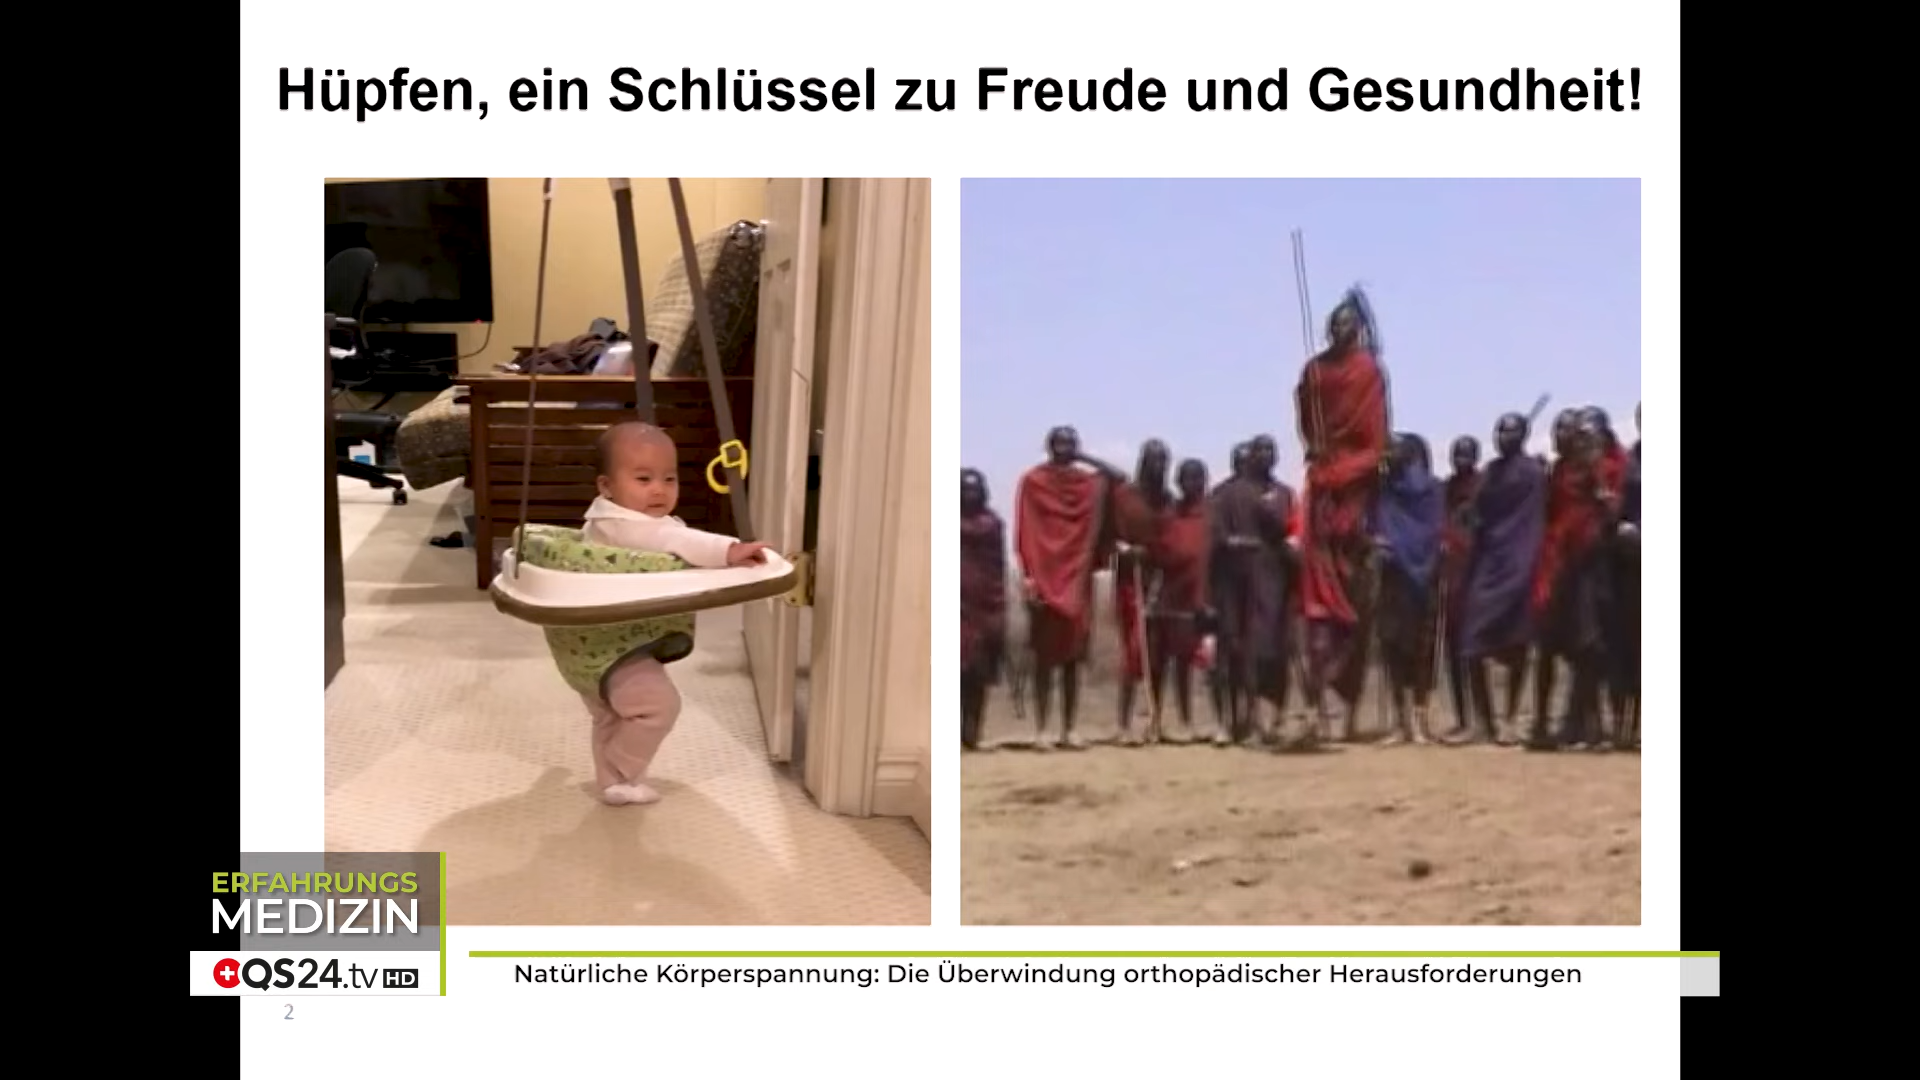 Hüpfen, ein Schlüssel zu Freude und Gesundheit!
ERFAHRUNGS
MEDIZIN
QS24.tv HD
Natürliche Körperspannung: Die Überwindung orthopädischer Herausforderungen
2